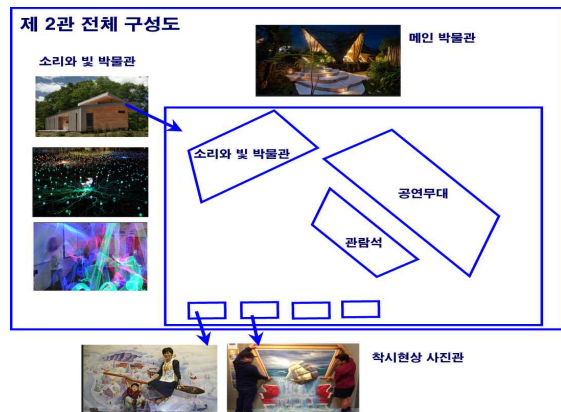 제 2관 전체 구성도
메인 박물관
소리와 빛 박물관
소리와 빛 박물관
공연무대
관람석
착시현상 사진관